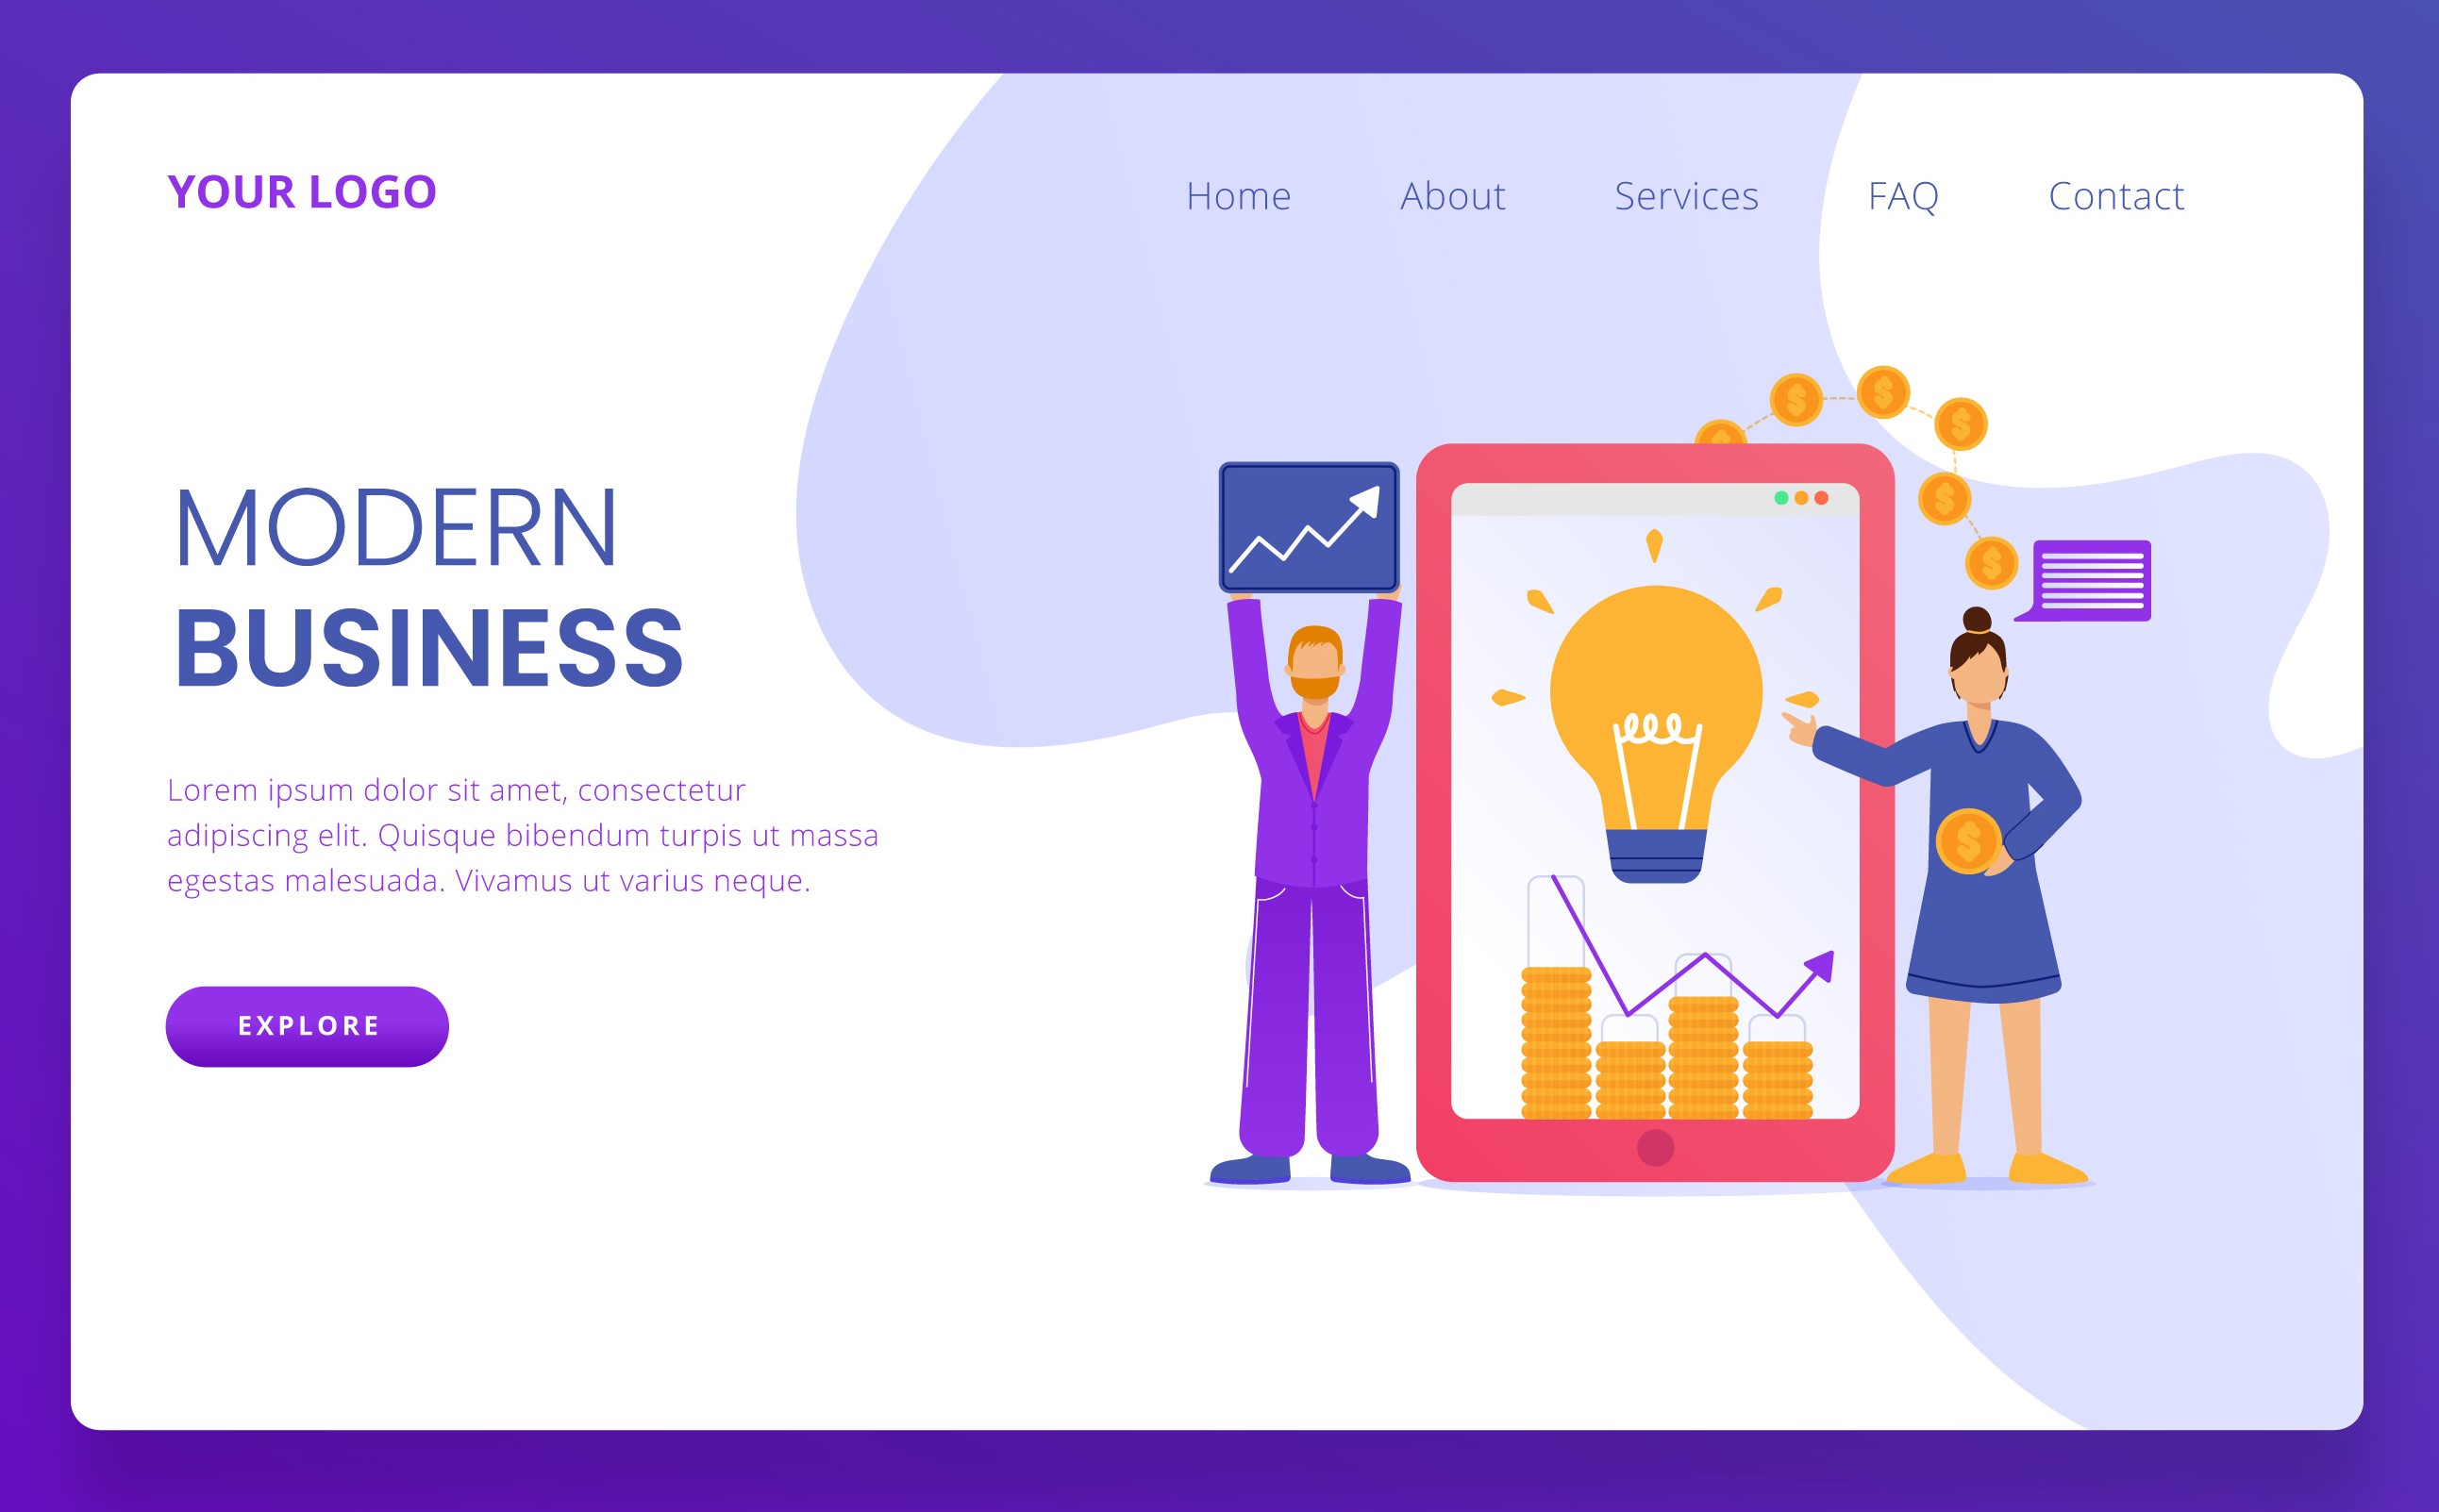 YOUR LOGO
Home About Services FAQ Contact
MODERN
BUSINESS
Lorem ipsum dolor sit amet, consectetur
adipiscing elit. Quisque bibendum turpis ut massa
egestas malesuada. Vivamus ut varius neque.
EXPLORE
$
$
$
$
$
$
$